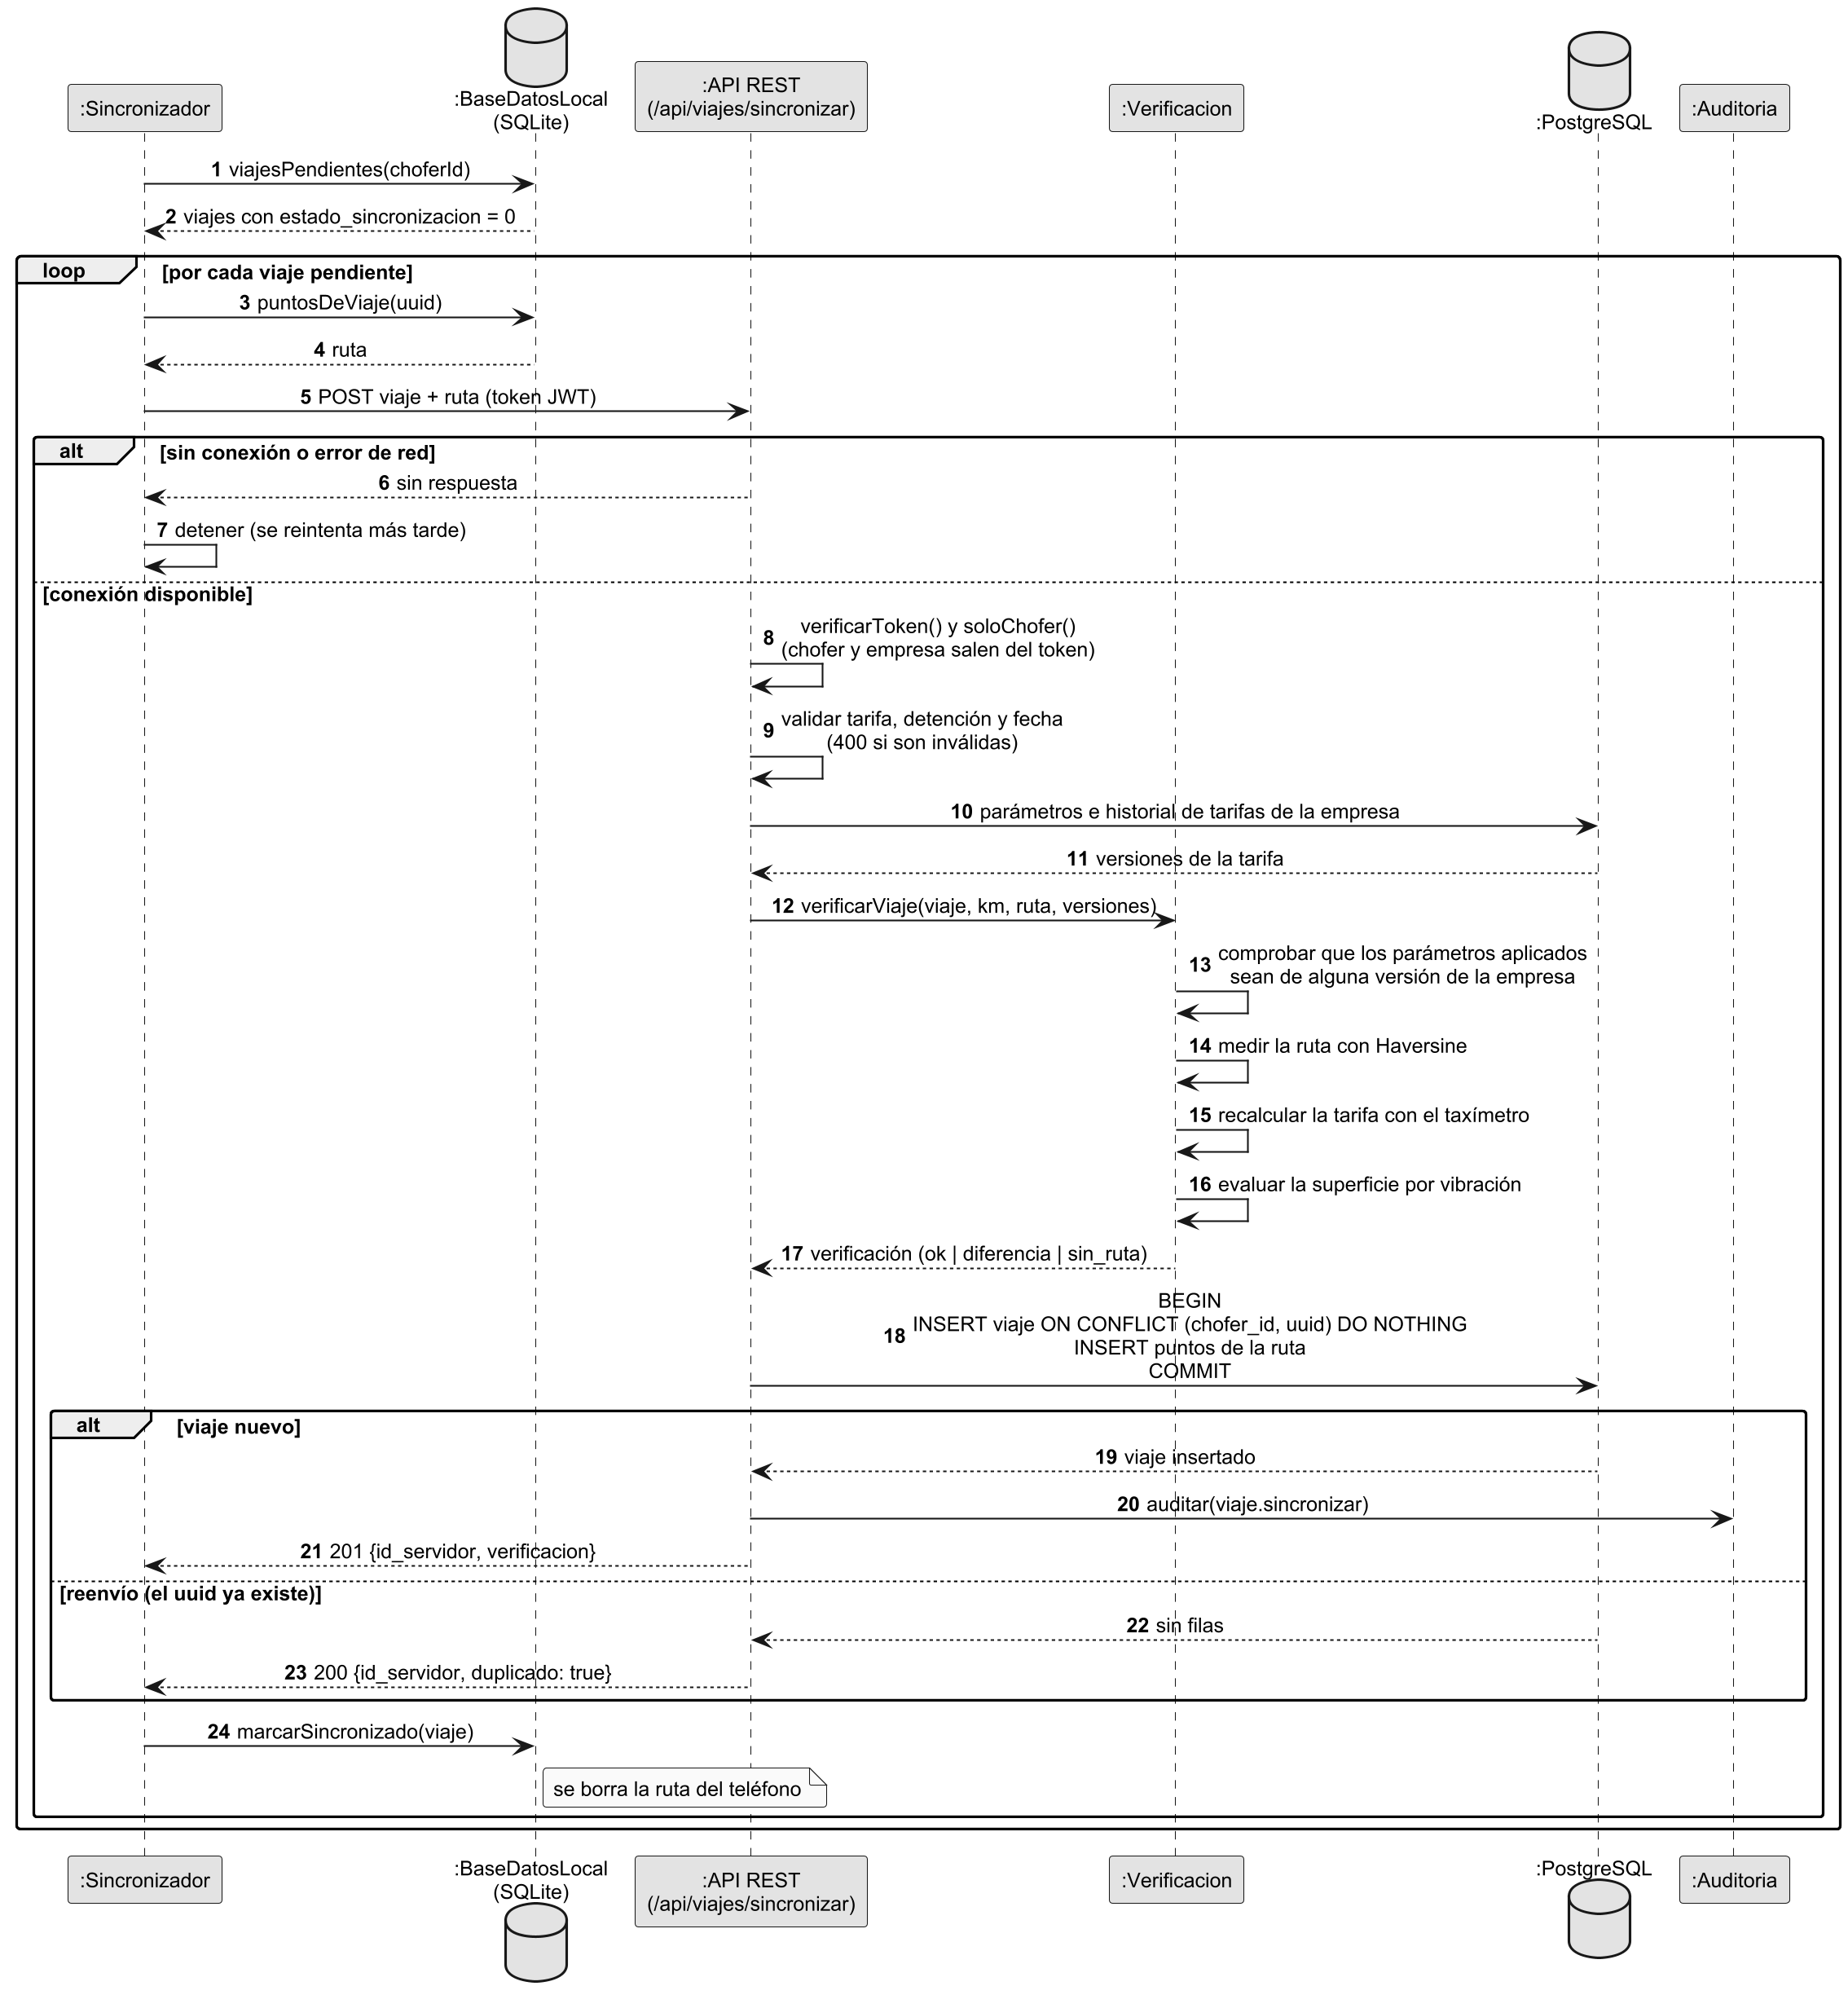 :Sincronizador
:BaseDatosLocal
(SQLite)
:API REST
(/api/viajes/sincronizar)
:Verificacion
:PostgreSQL
:Auditoria
1 viajesPendientes(choferId)
2 viajes con estado_sincronizacion = 0
loop [por cada viaje pendiente]
3 puntosDeViaje(uuid)
4 ruta
5 POST viaje + ruta (token JWT)
alt [sin conexión o error de red]
6 sin respuesta
7 detener (se reintenta más tarde)
[conexión disponible]
8 verificarToken() y soloChofer()
(chofer y empresa salen del token)
9 validar tarifa, detención y fecha
(400 si son inválidas)
10 parámetros e historial de tarifas de la empresa
11 versiones de la tarifa
12 verificarViaje(viaje, km, ruta, versiones)
13 comprobar que los parámetros aplicados
sean de alguna versión de la empresa
14 medir la ruta con Haversine
15 recalcular la tarifa con el taxímetro
16 evaluar la superficie por vibración
17 verificación (ok | diferencia | sin_ruta)
BEGIN
18 INSERT viaje ON CONFLICT (chofer_id, uuid) DO NOTHING
INSERT puntos de la ruta
COMMIT
alt [viaje nuevo]
19 viaje insertado
20 auditar(viaje.sincronizar)
21 201 {id_servidor, verificacion}
[reenvío (el uuid ya existe)]
22 sin filas
23 200 {id_servidor, duplicado: true}
24 marcarSincronizado(viaje)
se borra la ruta del teléfono
:Sincronizador
:BaseDatosLocal
(SQLite)
:API REST
(/api/viajes/sincronizar)
:Verificacion
:PostgreSQL
:Auditoria